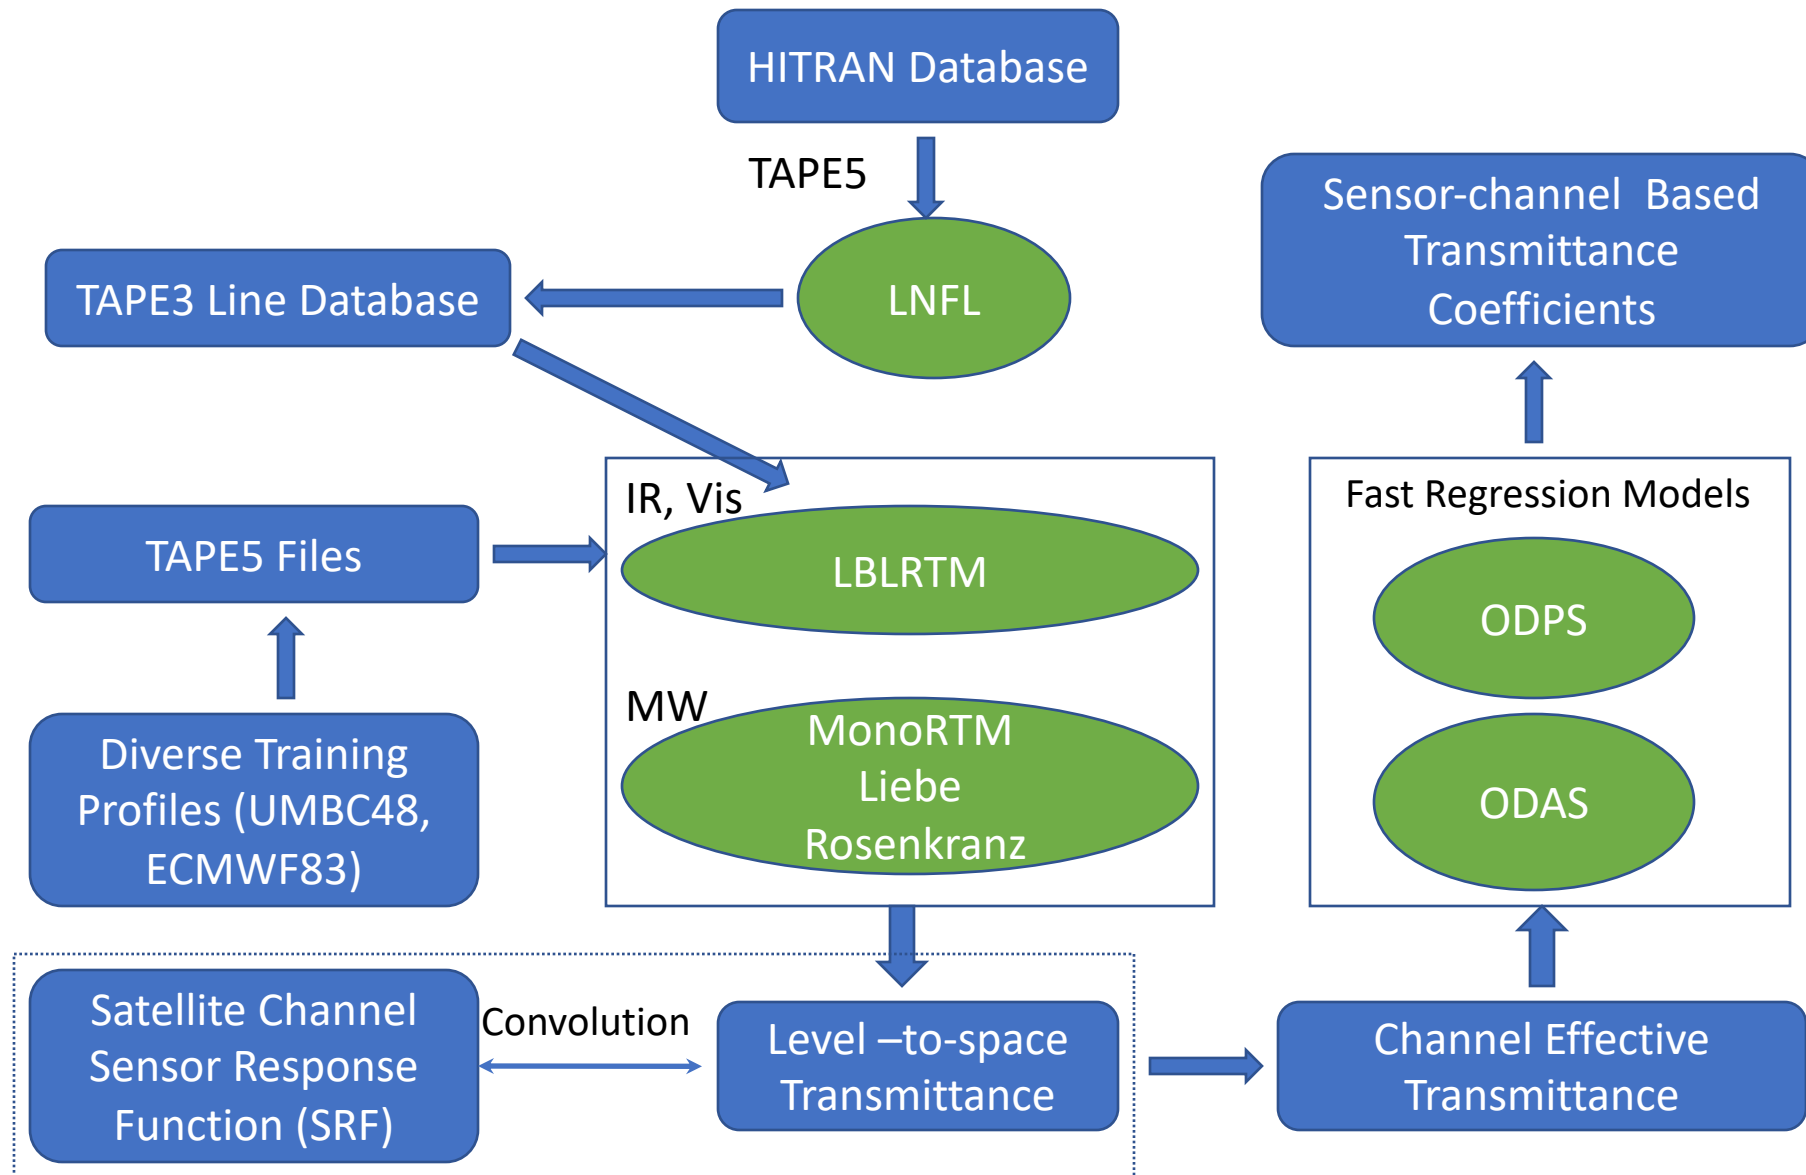 HITRAN Database
TAPE5
LNFL
TAPE3 Line Database
Sensor-channel  Based
Transmittance
Coefficients
IR, Vis
LBLRTM
TAPE5 Files
MW
MonoRTM
Liebe
Rosenkranz
Diverse Training
Profiles (UMBC48,
ECMWF83)
Fast Regression Models
ODPS
ODAS
Satellite Channel
Sensor Response
Function (SRF)
Convolution
Level –to-space
Transmittance
Channel Effective
Transmittance